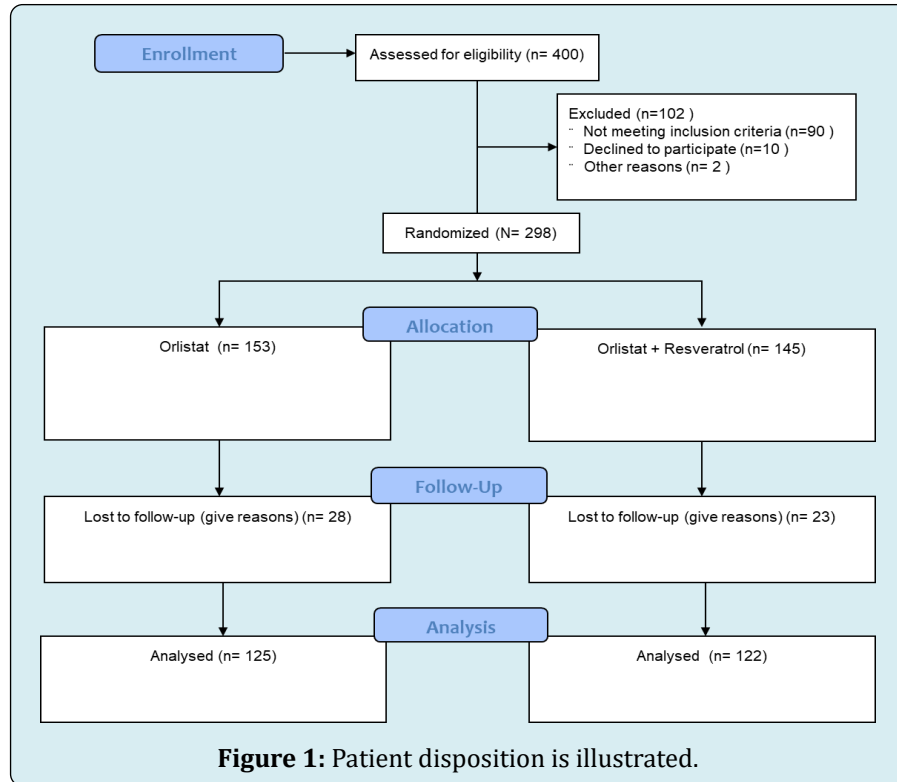 Enrollment
Assessed for eligibility (n= 400)
Excluded (n=102 )
¨ Not meeting inclusion criteria (n=90 )
¨ Declined to participate (n=10 )
¨ Other reasons (n= 2 )
Randomized (N= 298)
Allocation
Orlistat (n= 153)
Orlistat + Resveratrol (n= 145)
Follow-Up
Lost to follow-up (give reasons) (n= 28)
Lost to follow-up (give reasons) (n= 23)
Analysis
Analysed (n= 125)
Analysed (n= 122)
Figure 1: Patient disposition is illustrated.